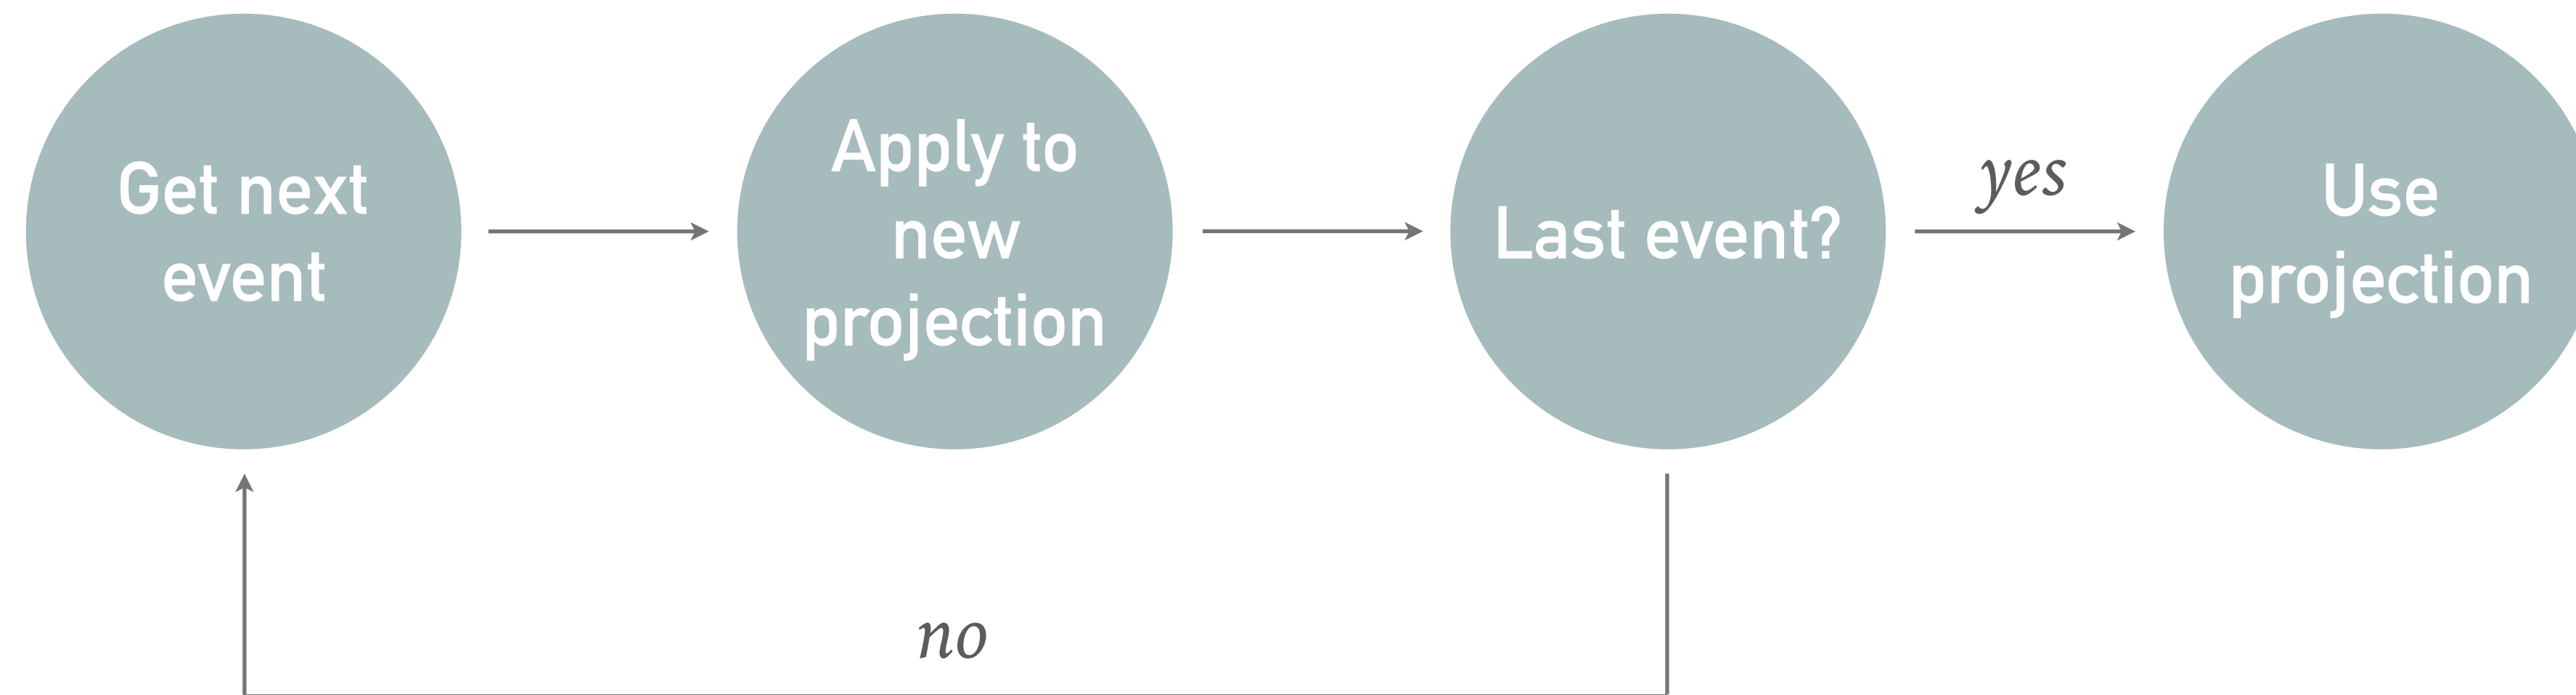 Get next
event
Apply to
new
projection
Last event?
yes
Use
projection
no